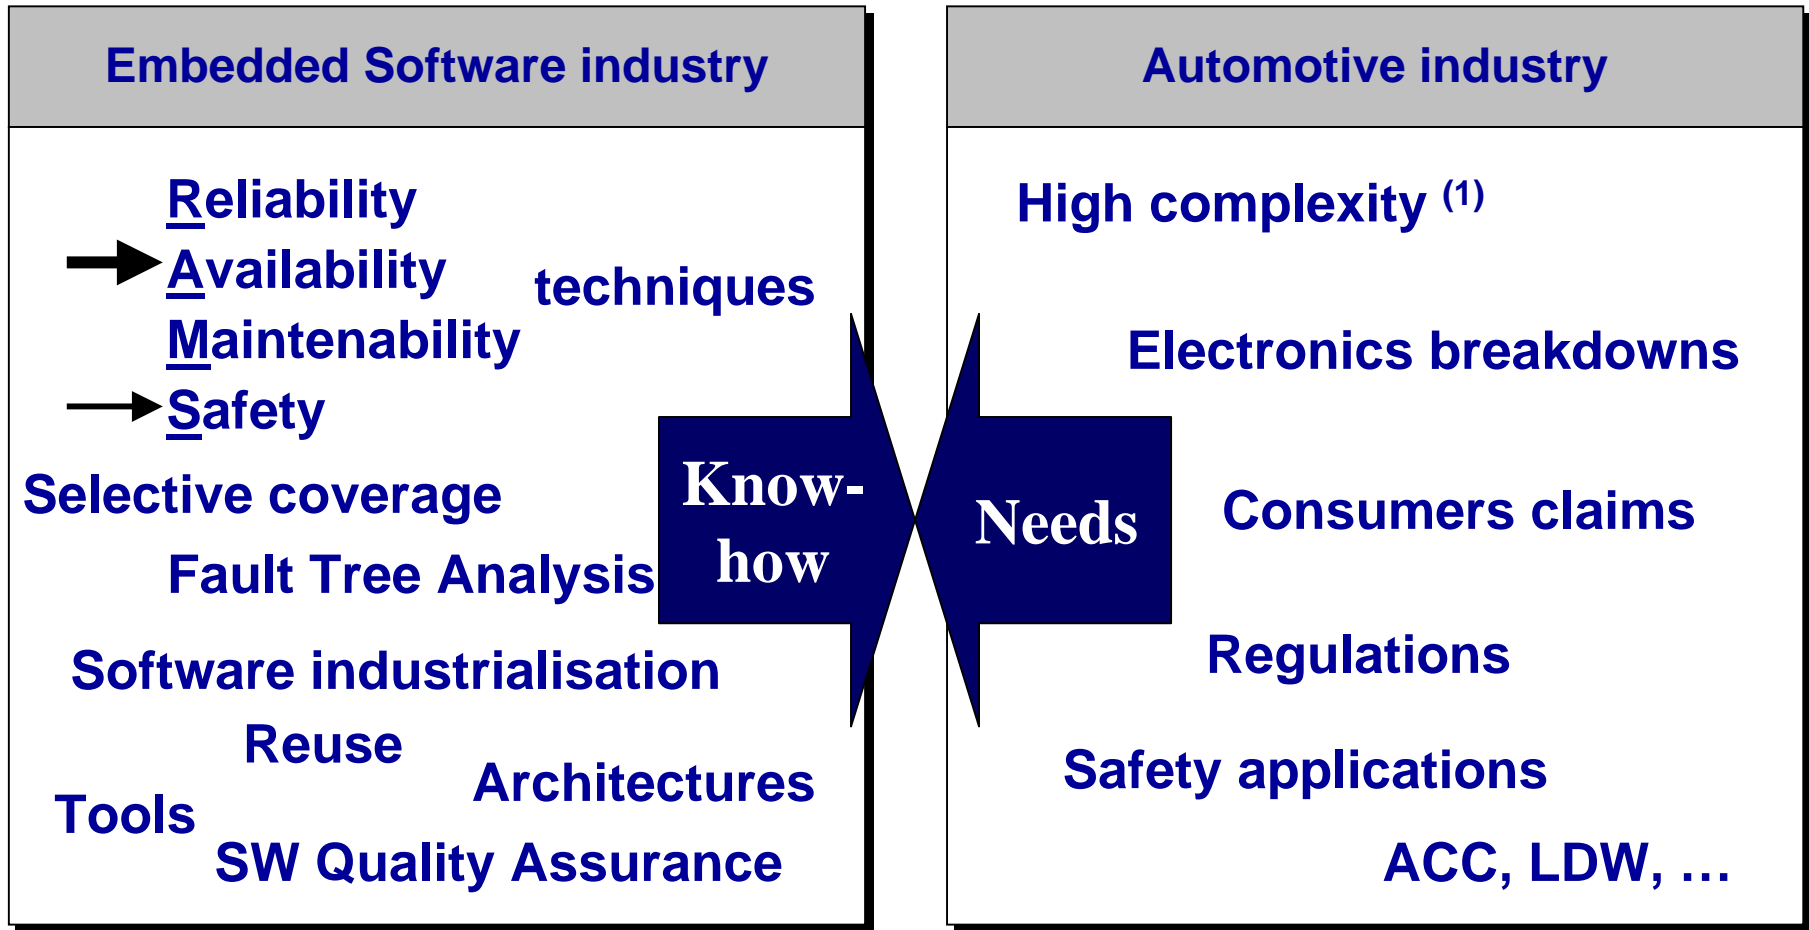 Embedded Software industry
Reliability
Availability
techniques
Maintenability
Safety
Selective coverage
Fault Tree Analysis
Software industrialisation
Reuse
Architectures
Tools
SW Quality Assurance
Know-
how
Needs
Automotive industry
High complexity (1)
Electronics breakdowns
Consumers claims
Regulations
Safety applications
ACC, LDW, …